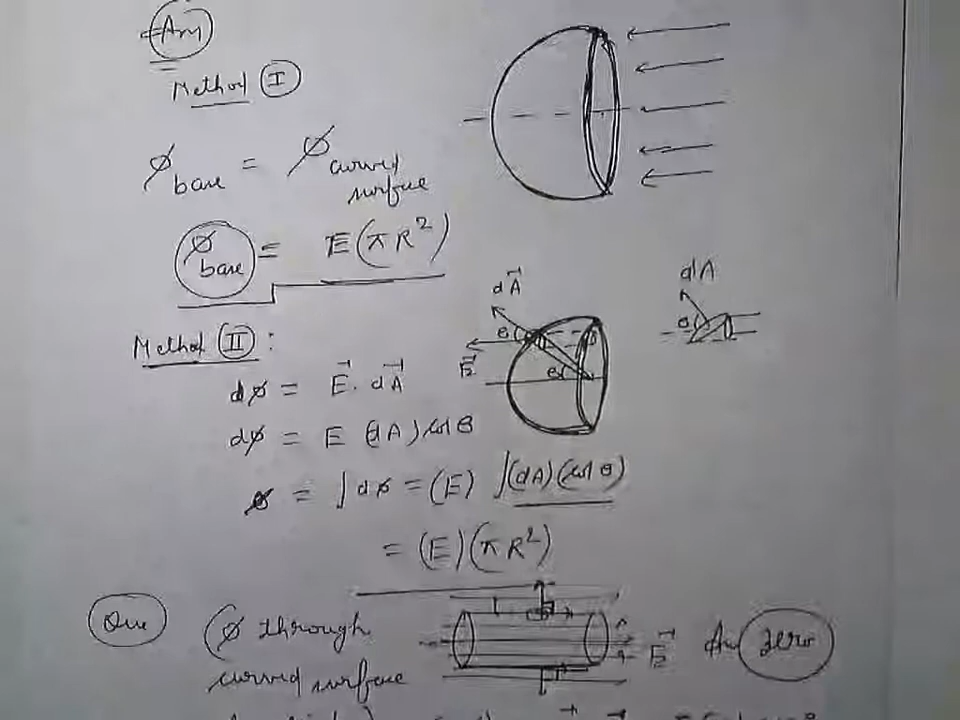 Ans
Method I
ϕ base = ϕ curved surface
ϕ base = E(πR²)
dA⃗
dA
θ
θ
E⃗
θ
Method II :
dϕ = E⃗. dA⃗
dϕ = E (dA) cos θ
ϕ = ∫dϕ = (E) ∫(dA)(cos θ)
= (E)(πR²)
Que (ϕ through curved surface
E⃗
Ans zero